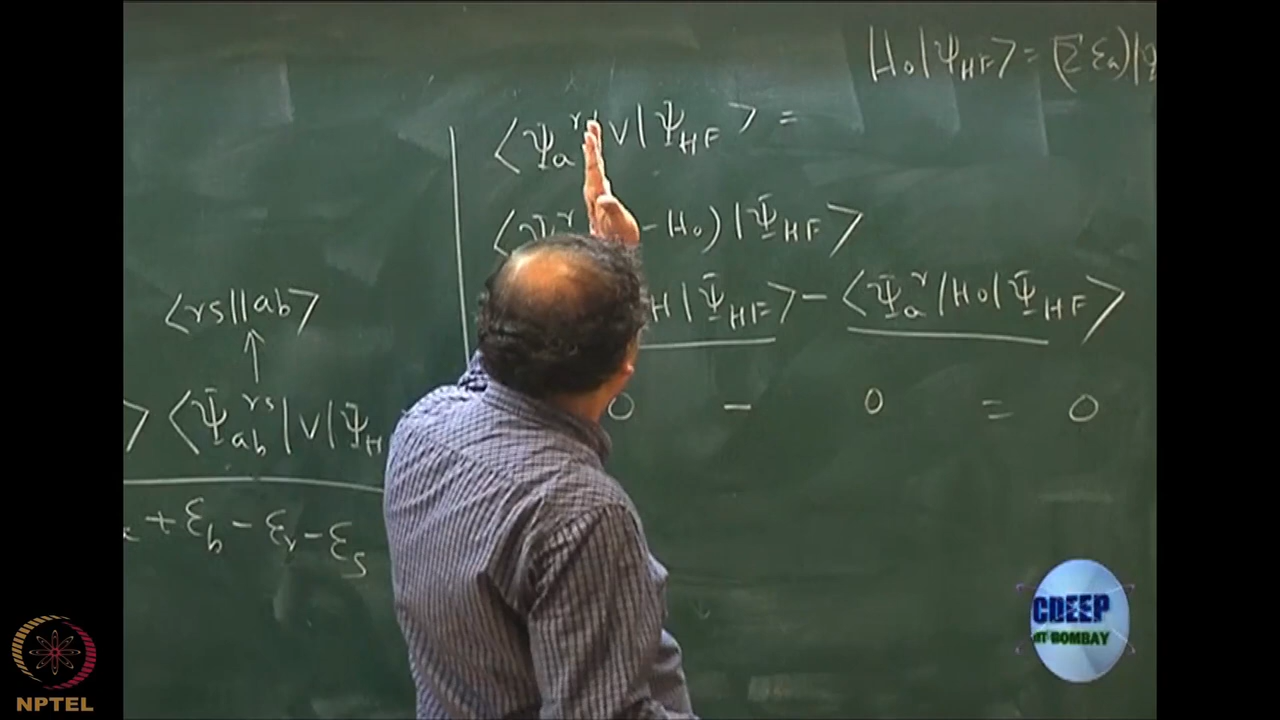 H₀|Ψ_HF> = (Σ ε_a)|
<Ψ_a^r|V|Ψ_HF> =
- H₀)|Ψ_HF>
H|Ψ_HF> - <Ψ_a^r|H₀|Ψ_HF>
0 - 0 = 0
<rs||ab>
↑
> <Ψ_ab^rs|V|Ψ_H
+ ε_b - ε_r - ε_s
CDEEP
IIT BOMBAY
NPTEL